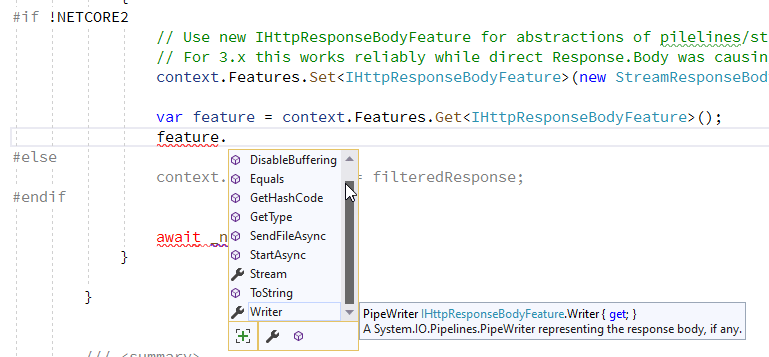 {
#if !NETCORE2
// Use new IHttpResponseBodyFeature for abstractions of pilelines/st
// For 3.x this works reliably while direct Response.Body was causin
context.Features.Set<IHttpResponseBodyFeature>(new StreamResponseBod
var feature = context.Features.Get<IHttpResponseBodyFeature>();
feature.
DisableBuffering
#else
Equals
context. = filteredResponse;
#endif
GetHashCode
GetType
await _n
SendFileAsync
}
StartAsync
Stream
}
ToString
Writer
PipeWriter IHttpResponseBodyFeature.Writer { get; }
A System.IO.Pipelines.PipeWriter representing the response body, if any.
/// <summary>